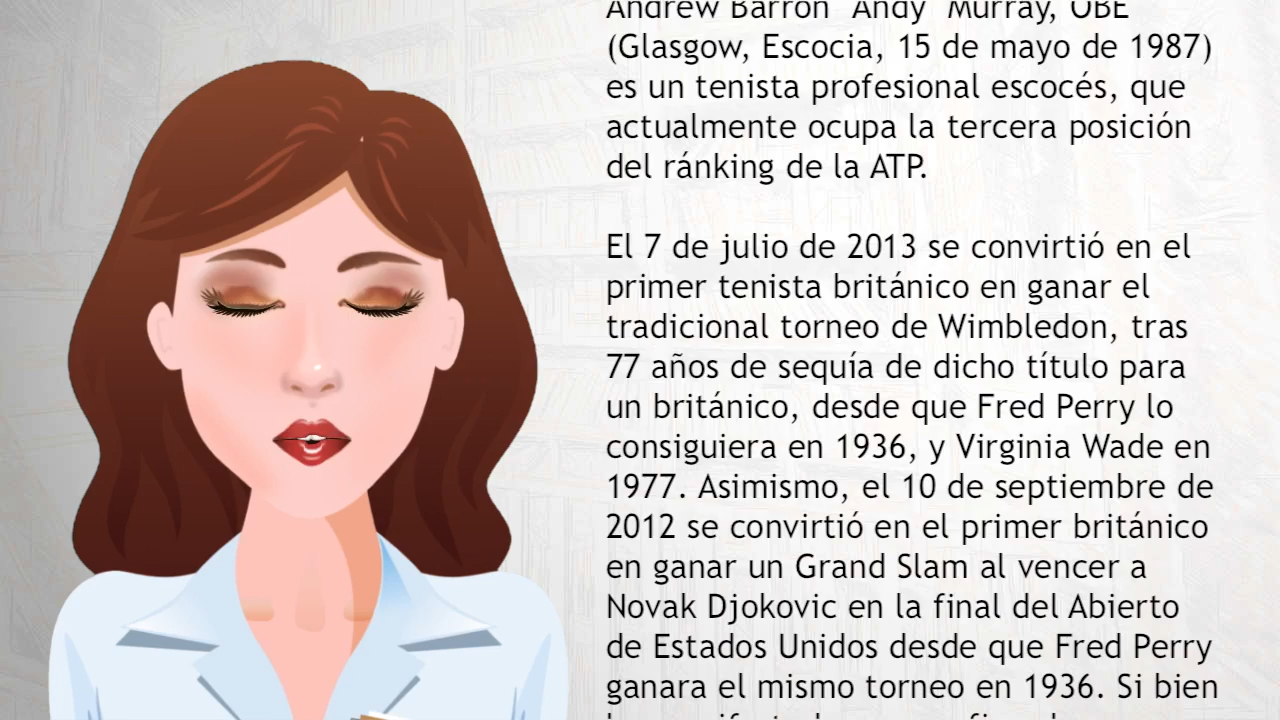 Andrew Barron "Andy" Murray, OBE
(Glasgow, Escocia, 15 de mayo de 1987)
es un tenista profesional escocés, que
actualmente ocupa la tercera posición
del ránking de la ATP.
El 7 de julio de 2013 se convirtió en el
primer tenista británico en ganar el
tradicional torneo de Wimbledon, tras
77 años de sequía de dicho título para
un británico, desde que Fred Perry lo
consiguiera en 1936, y Virginia Wade en
1977. Asimismo, el 10 de septiembre de
2012 se convirtió en el primer británico
en ganar un Grand Slam al vencer a
Novak Djokovic en la final del Abierto
de Estados Unidos desde que Fred Perry
ganara el mismo torneo en 1936. Si bien